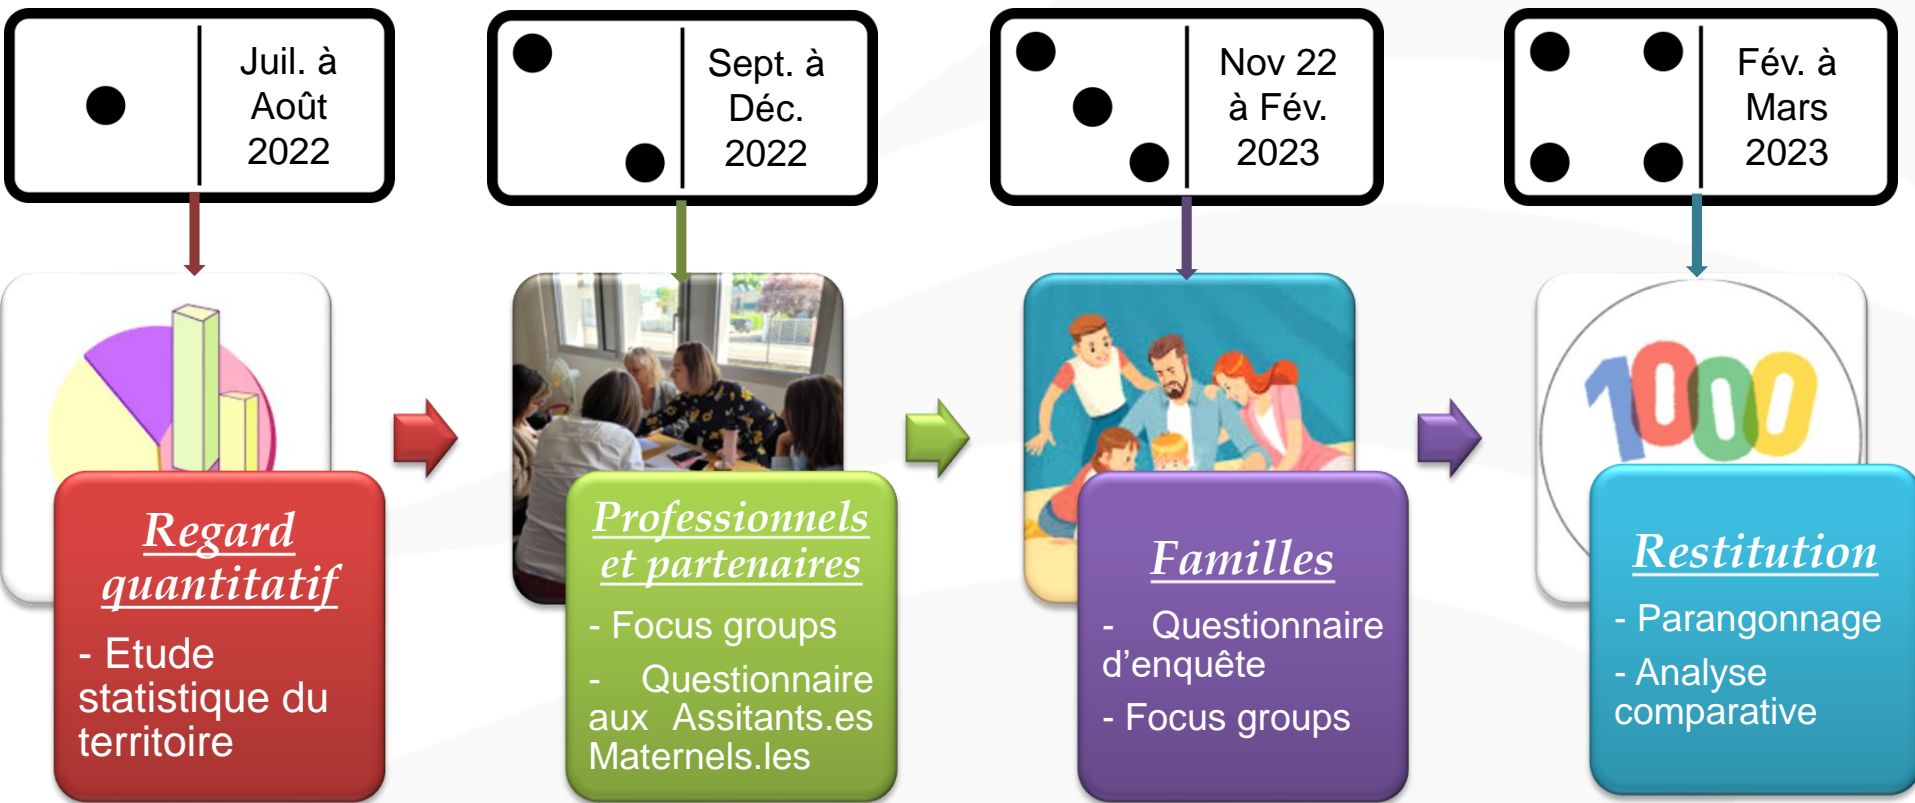 Juil. à
Août
2022
Sept. à
Déc.
2022
Nov 22
à Fév.
2023
Fév. à
Mars
2023
Regard
quantitatif
- Etude
statistique du
territoire
Professionnels
et partenaires
- Focus groups
- Questionnaire
aux Assitants.es
Maternels.les
Familles
- Questionnaire
d’enquête
- Focus groups
1000
Restitution
- Parangonnage
- Analyse
comparative